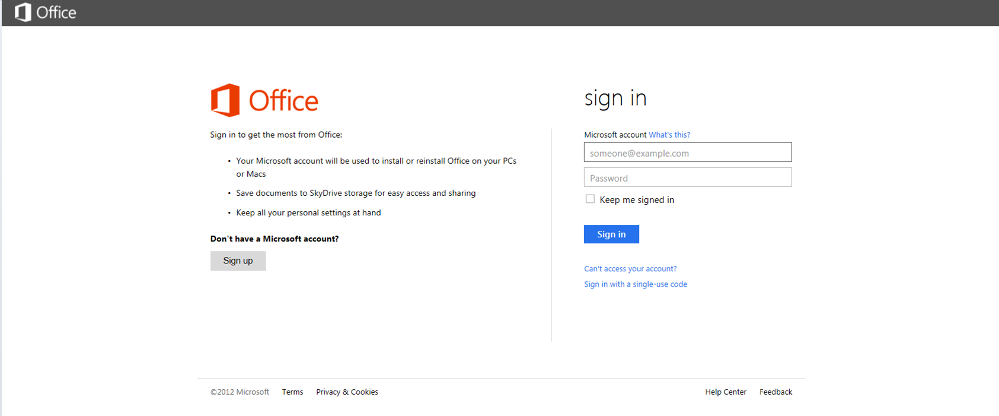 Office
Office
Sign in to get the most from Office:
• Your Microsoft account will be used to install or reinstall Office on your PCs
or Macs
• Save documents to SkyDrive storage for easy access and sharing
• Keep all your personal settings at hand
Don't have a Microsoft account?
Sign up
sign in
Microsoft account What's this?
someone@example.com
Password
Keep me signed in
Sign in
Can't access your account?
Sign in with a single-use code
©2012 Microsoft Terms Privacy & Cookies Help Center Feedback